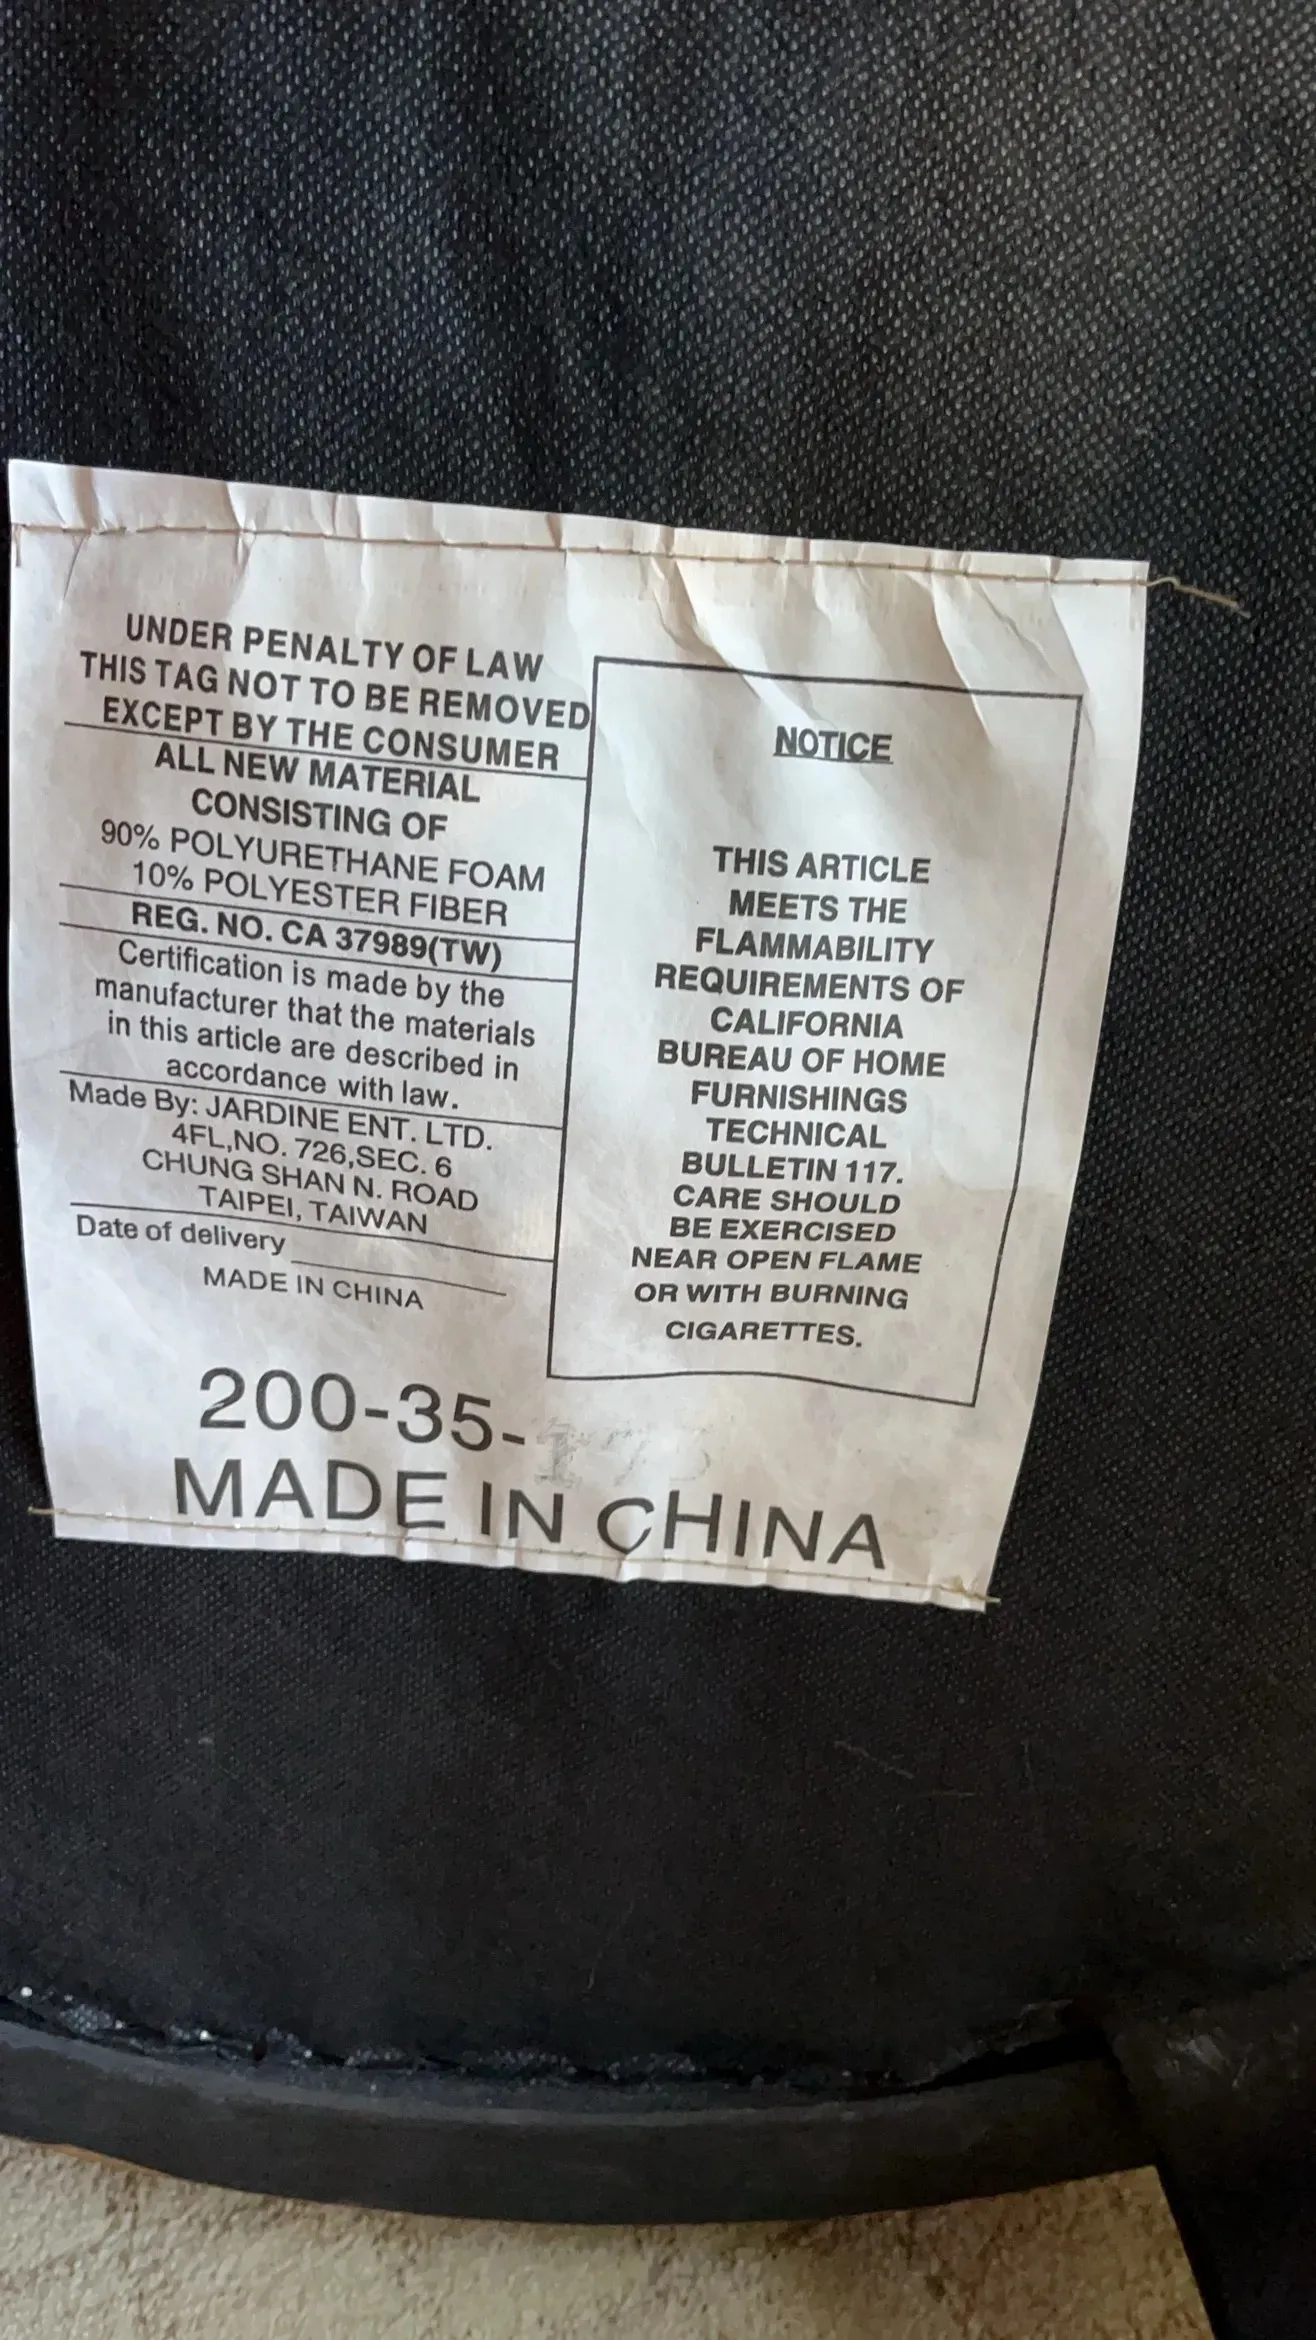 UNDER PENALTY OF LAW
THIS TAG NOT TO BE REMOVED
EXCEPT BY THE CONSUMER
ALL NEW MATERIAL
CONSISTING OF
90% POLYURETHANE FOAM
10% POLYESTER FIBER
REG. NO. CA 37989(TW)
Certification is made by the
manufacturer that the materials
in this article are described in
accordance with law.
Made By: JARDINE ENT. LTD.
4FL,NO. 726,SEC. 6
CHUNG SHAN N. ROAD
TAIPEI, TAIWAN
Date of delivery
MADE IN CHINA
NOTICE
THIS ARTICLE
MEETS THE
FLAMMABILITY
REQUIREMENTS OF
CALIFORNIA
BUREAU OF HOME
FURNISHINGS
TECHNICAL
BULLETIN 117.
CARE SHOULD
BE EXERCISED
NEAR OPEN FLAME
OR WITH BURNING
CIGARETTES.
200-35-
MADE IN CHINA